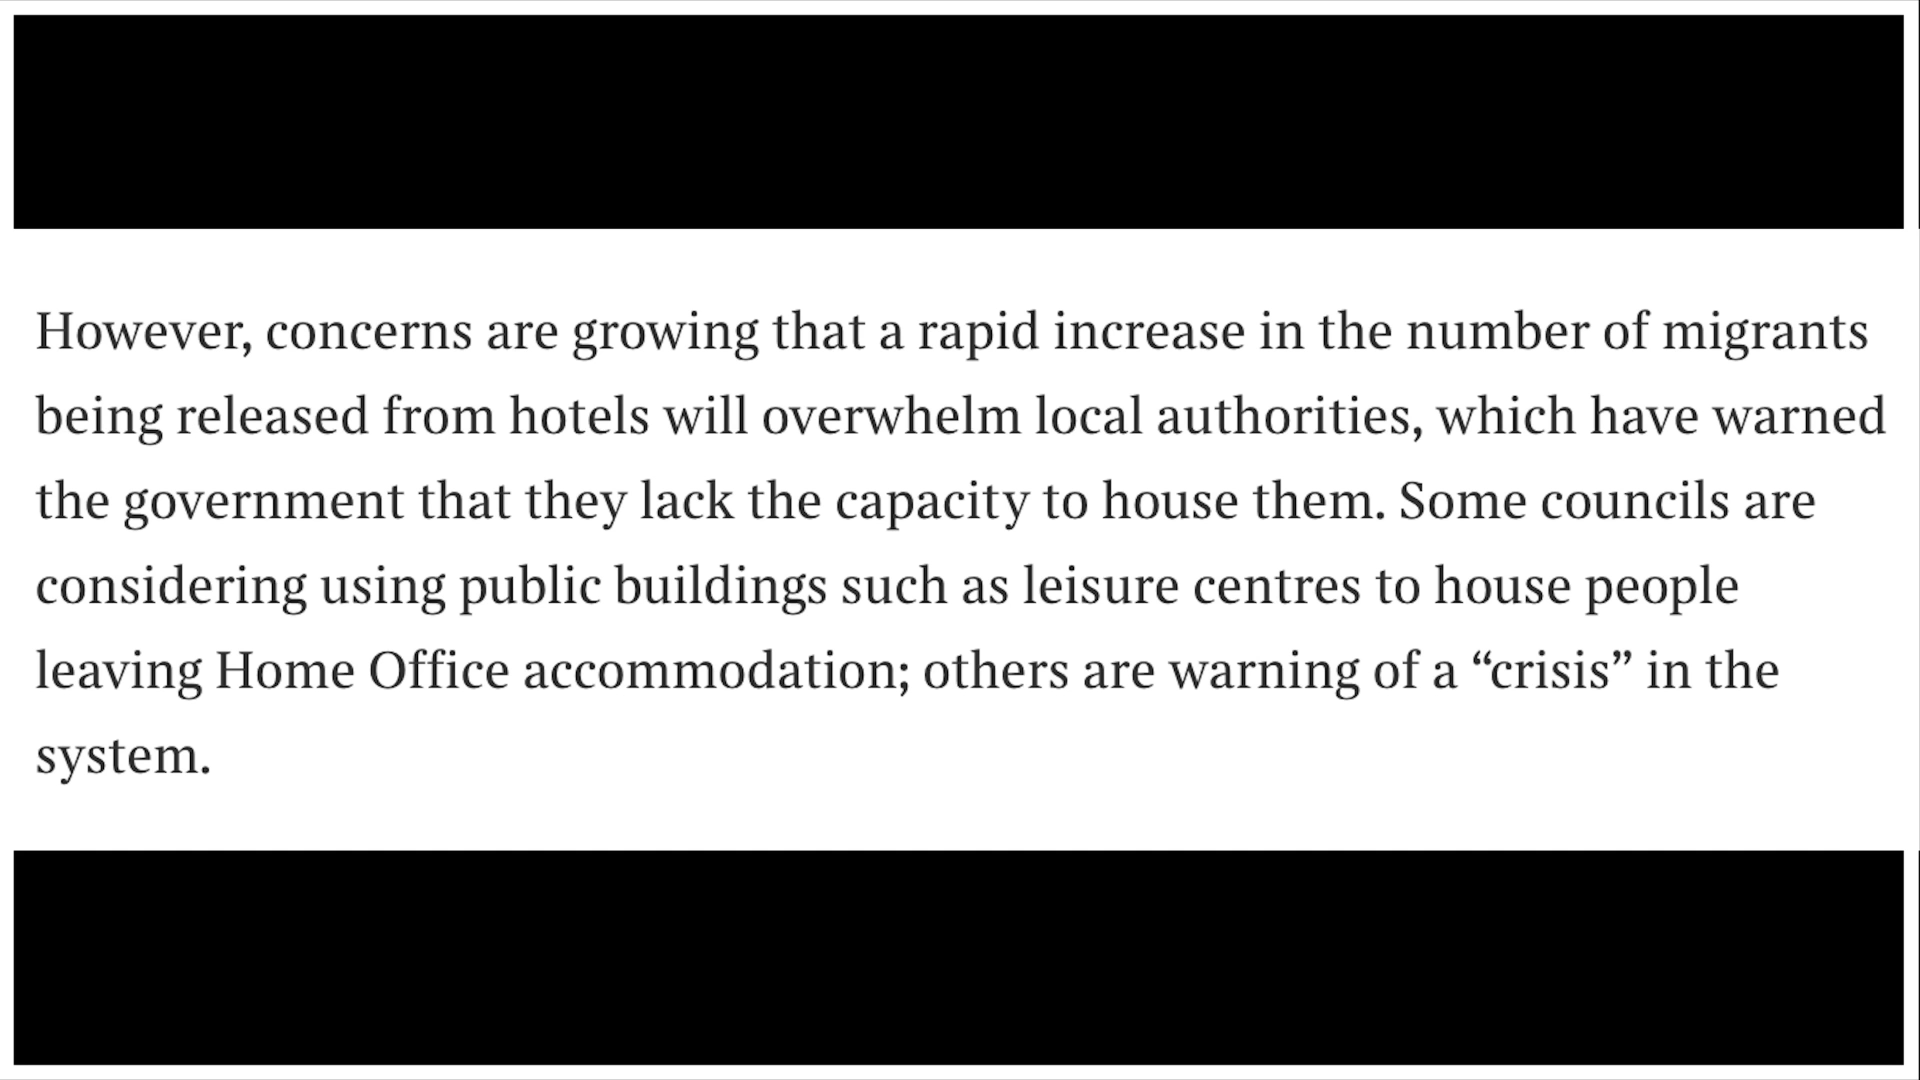 However, concerns are growing that a rapid increase in the number of migrants
being released from hotels will overwhelm local authorities, which have warned
the government that they lack the capacity to house them. Some councils are
considering using public buildings such as leisure centres to house people
leaving Home Office accommodation; others are warning of a “crisis” in the
system.